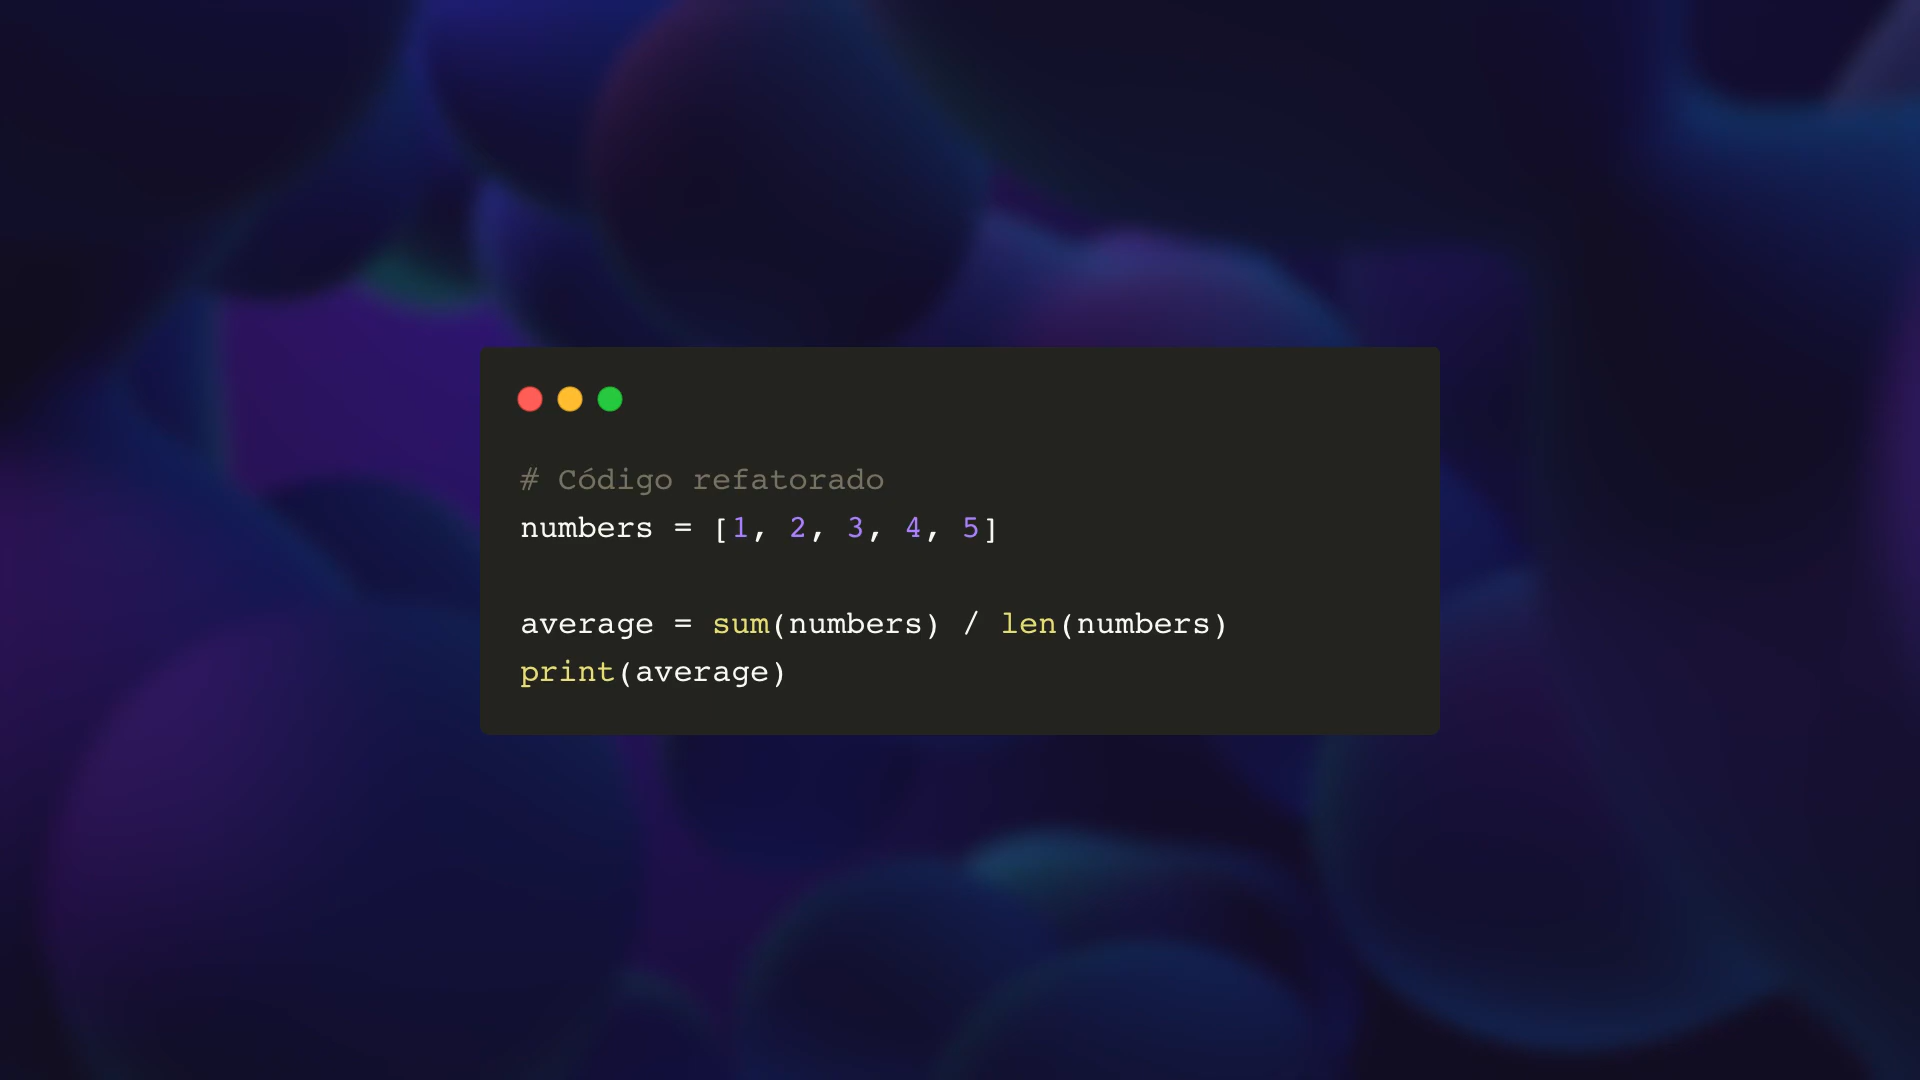 # Código refatorado
numbers = [1, 2, 3, 4, 5]
average = sum(numbers) / len(numbers)
print(average)